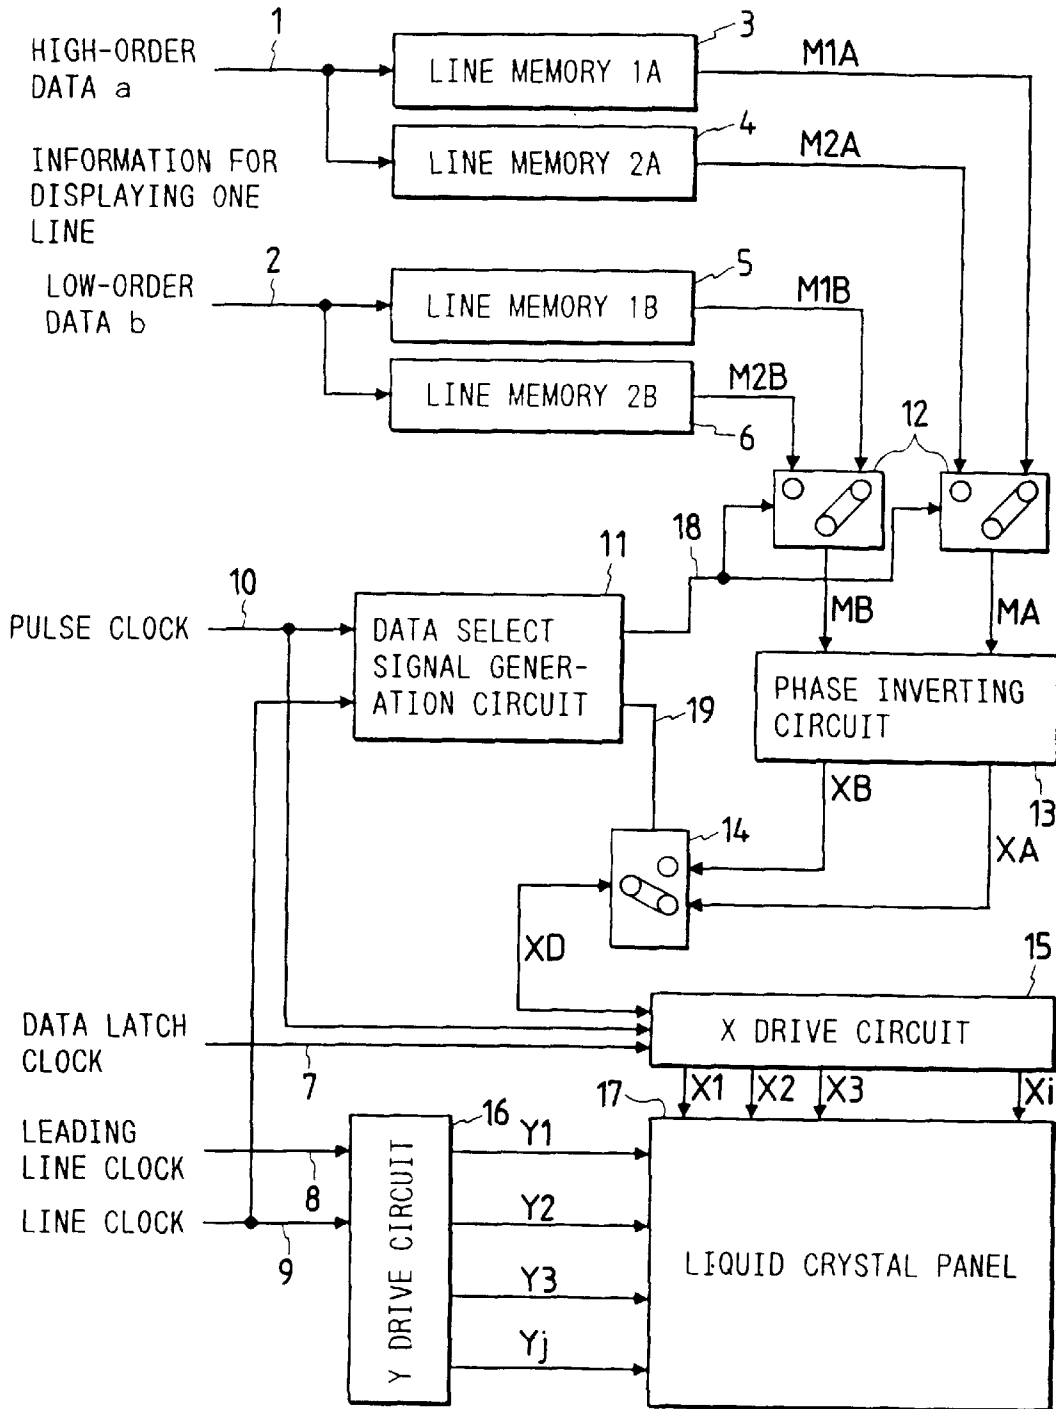 1
HIGH-ORDER
DATA a
3
LINE MEMORY 1A
M1A
4
LINE MEMORY 2A
M2A
INFORMATION FOR
DISPLAYING ONE
LINE
2
LOW-ORDER
DATA b
5
LINE MEMORY 1B
M1B
LINE MEMORY 2B
M2B
6
12
18
11
10
PULSE CLOCK
DATA SELECT
SIGNAL GENER-
ATION CIRCUIT
MB
MA
19
PHASE INVERTING
CIRCUIT
13
XB
XA
14
XD
15
X DRIVE CIRCUIT
DATA LATCH
CLOCK
7
X1
X2
X3
Xi
17
16
LEADING
LINE CLOCK
8
LINE CLOCK
9
Y DRIVE CIRCUIT
Y1
Y2
Y3
Yj
LIQUID CRYSTAL PANEL